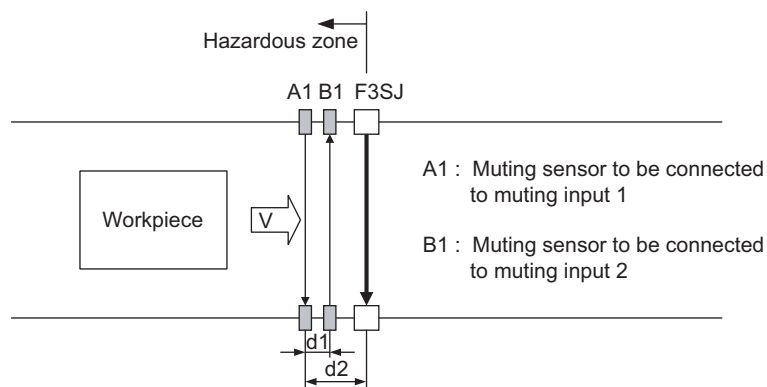 Hazardous zone
A1 B1 F3SJ
A1 : Muting sensor to be connected
to muting input 1
Workpiece
V
B1 : Muting sensor to be connected
to muting input 2
d1
d2